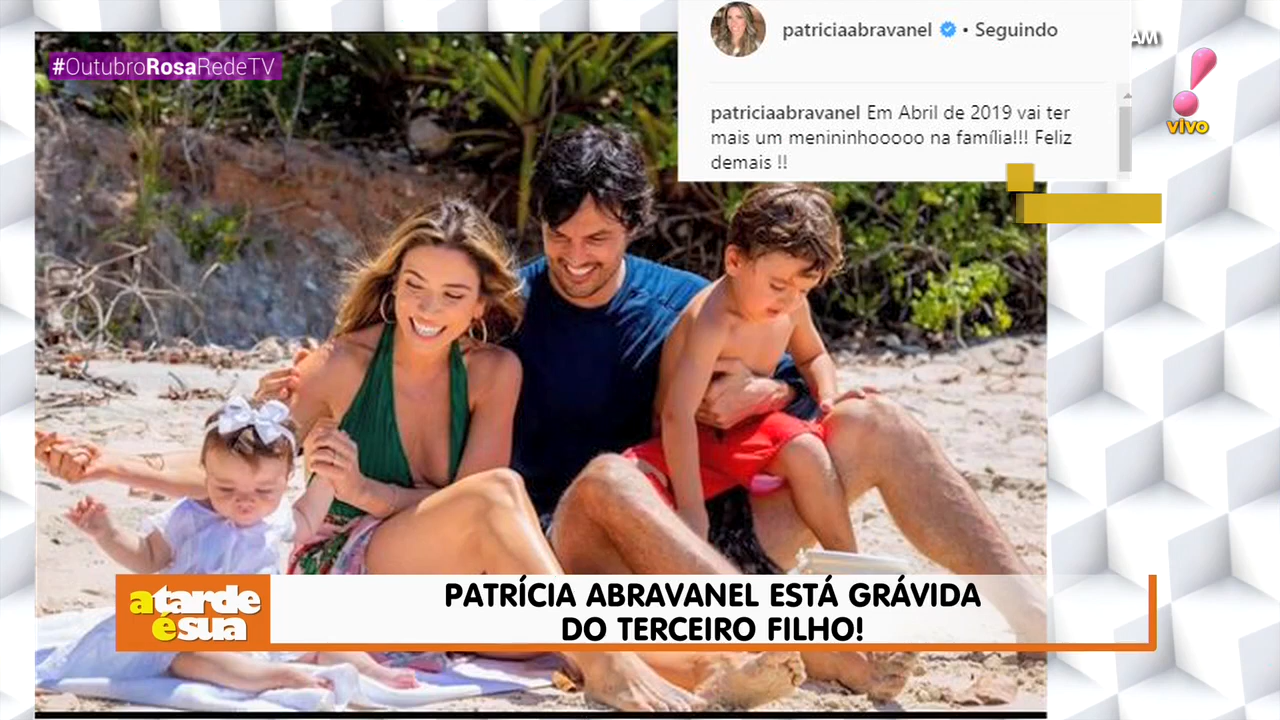 #OutubroRosaRedeTV
patriciaabravanel • Seguindo
patriciaabravanel Em Abril de 2019 vai ter
mais um menininhooooo na família!!! Feliz
demais !!
AM
vivo
a tarde
é sua
PATRÍCIA ABRAVANEL ESTÁ GRÁVIDA
DO TERCEIRO FILHO!